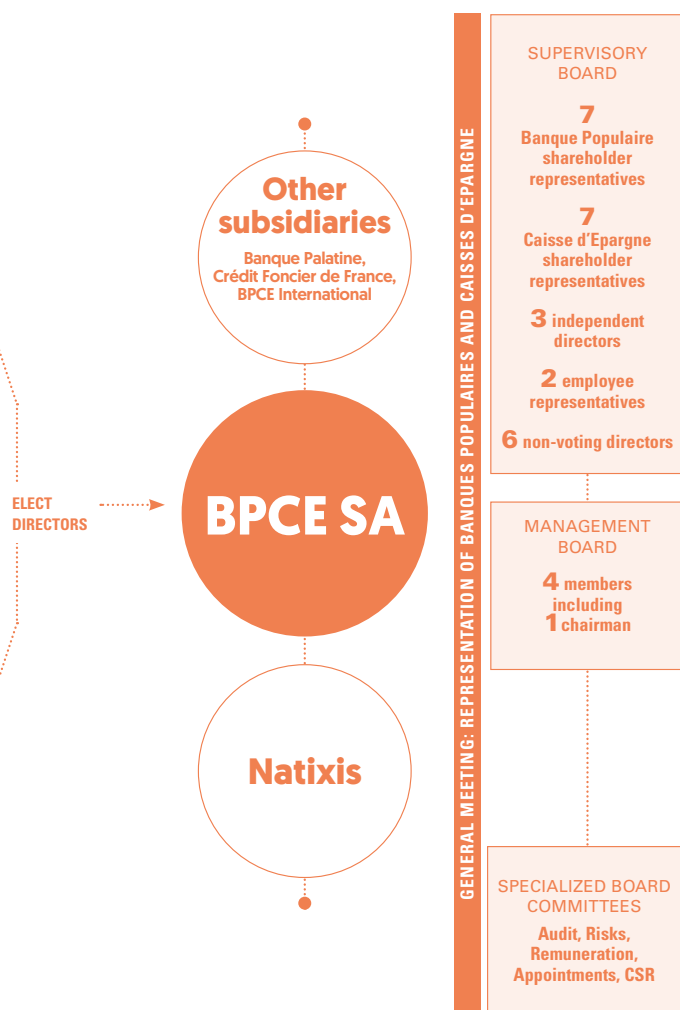 ELECT
DIRECTORS
Other
subsidiaries
Banque Palatine,
Crédit Foncier de France,
BPCE International
BPCE SA
Natixis
GENERAL MEETING: REPRESENTATION OF BANQUES POPULAIRES AND CAISSES D'EPARGNE
SUPERVISORY
BOARD
7
Banque Populaire
shareholder
representatives
7
Caisse d'Epargne
shareholder
representatives
3 independent
directors
2 employee
representatives
6 non-voting directors
MANAGEMENT
BOARD
4 members
including
1 chairman
SPECIALIZED BOARD
COMMITTEES
Audit, Risks,
Remuneration,
Appointments, CSR